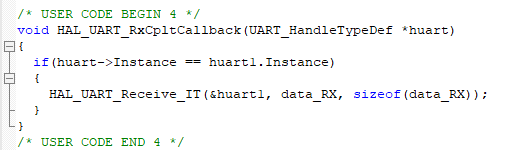 /* USER CODE BEGIN 4 */
void HAL_UART_RxCpltCallback(UART_HandleTypeDef *huart)
{
if(huart->Instance == huart1.Instance)
{
HAL_UART_Receive_IT(&huart1, data_RX, sizeof(data_RX));
}
}
/* USER CODE END 4 */